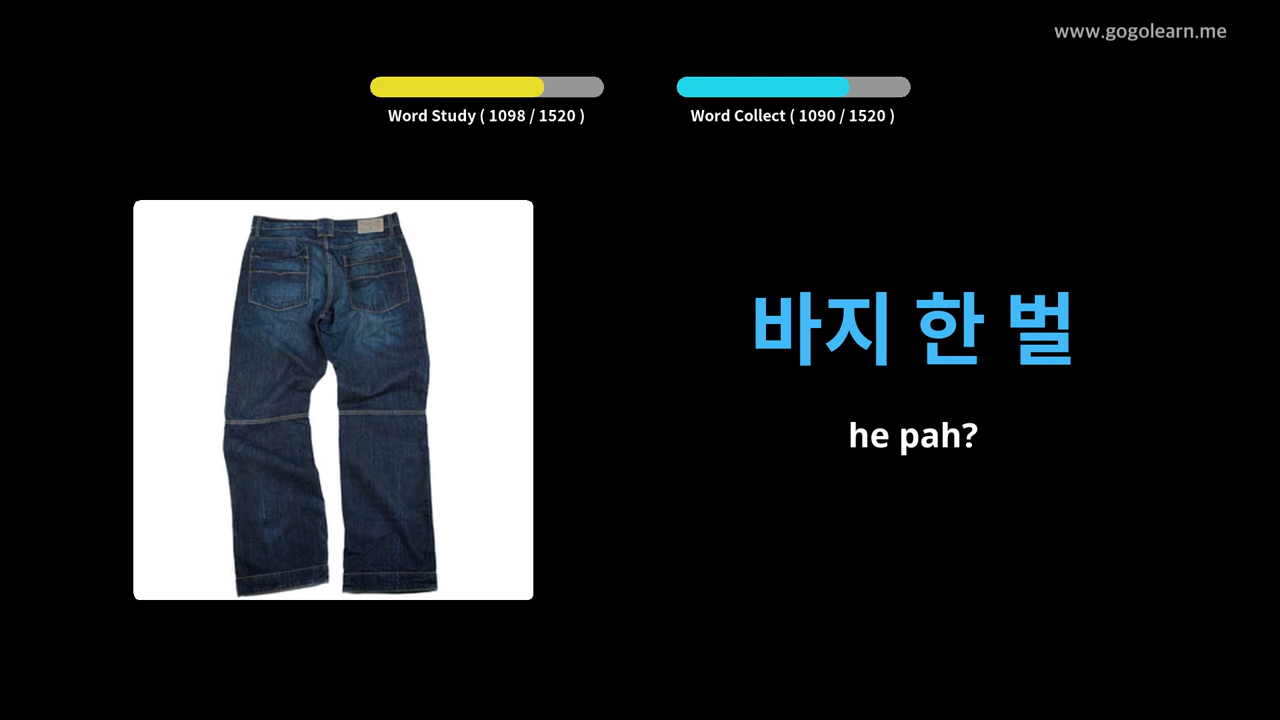 www.gogolearn.me
Word Study ( 1098 / 1520 )
Word Collect ( 1090 / 1520 )
바지 한 벌
he pah?